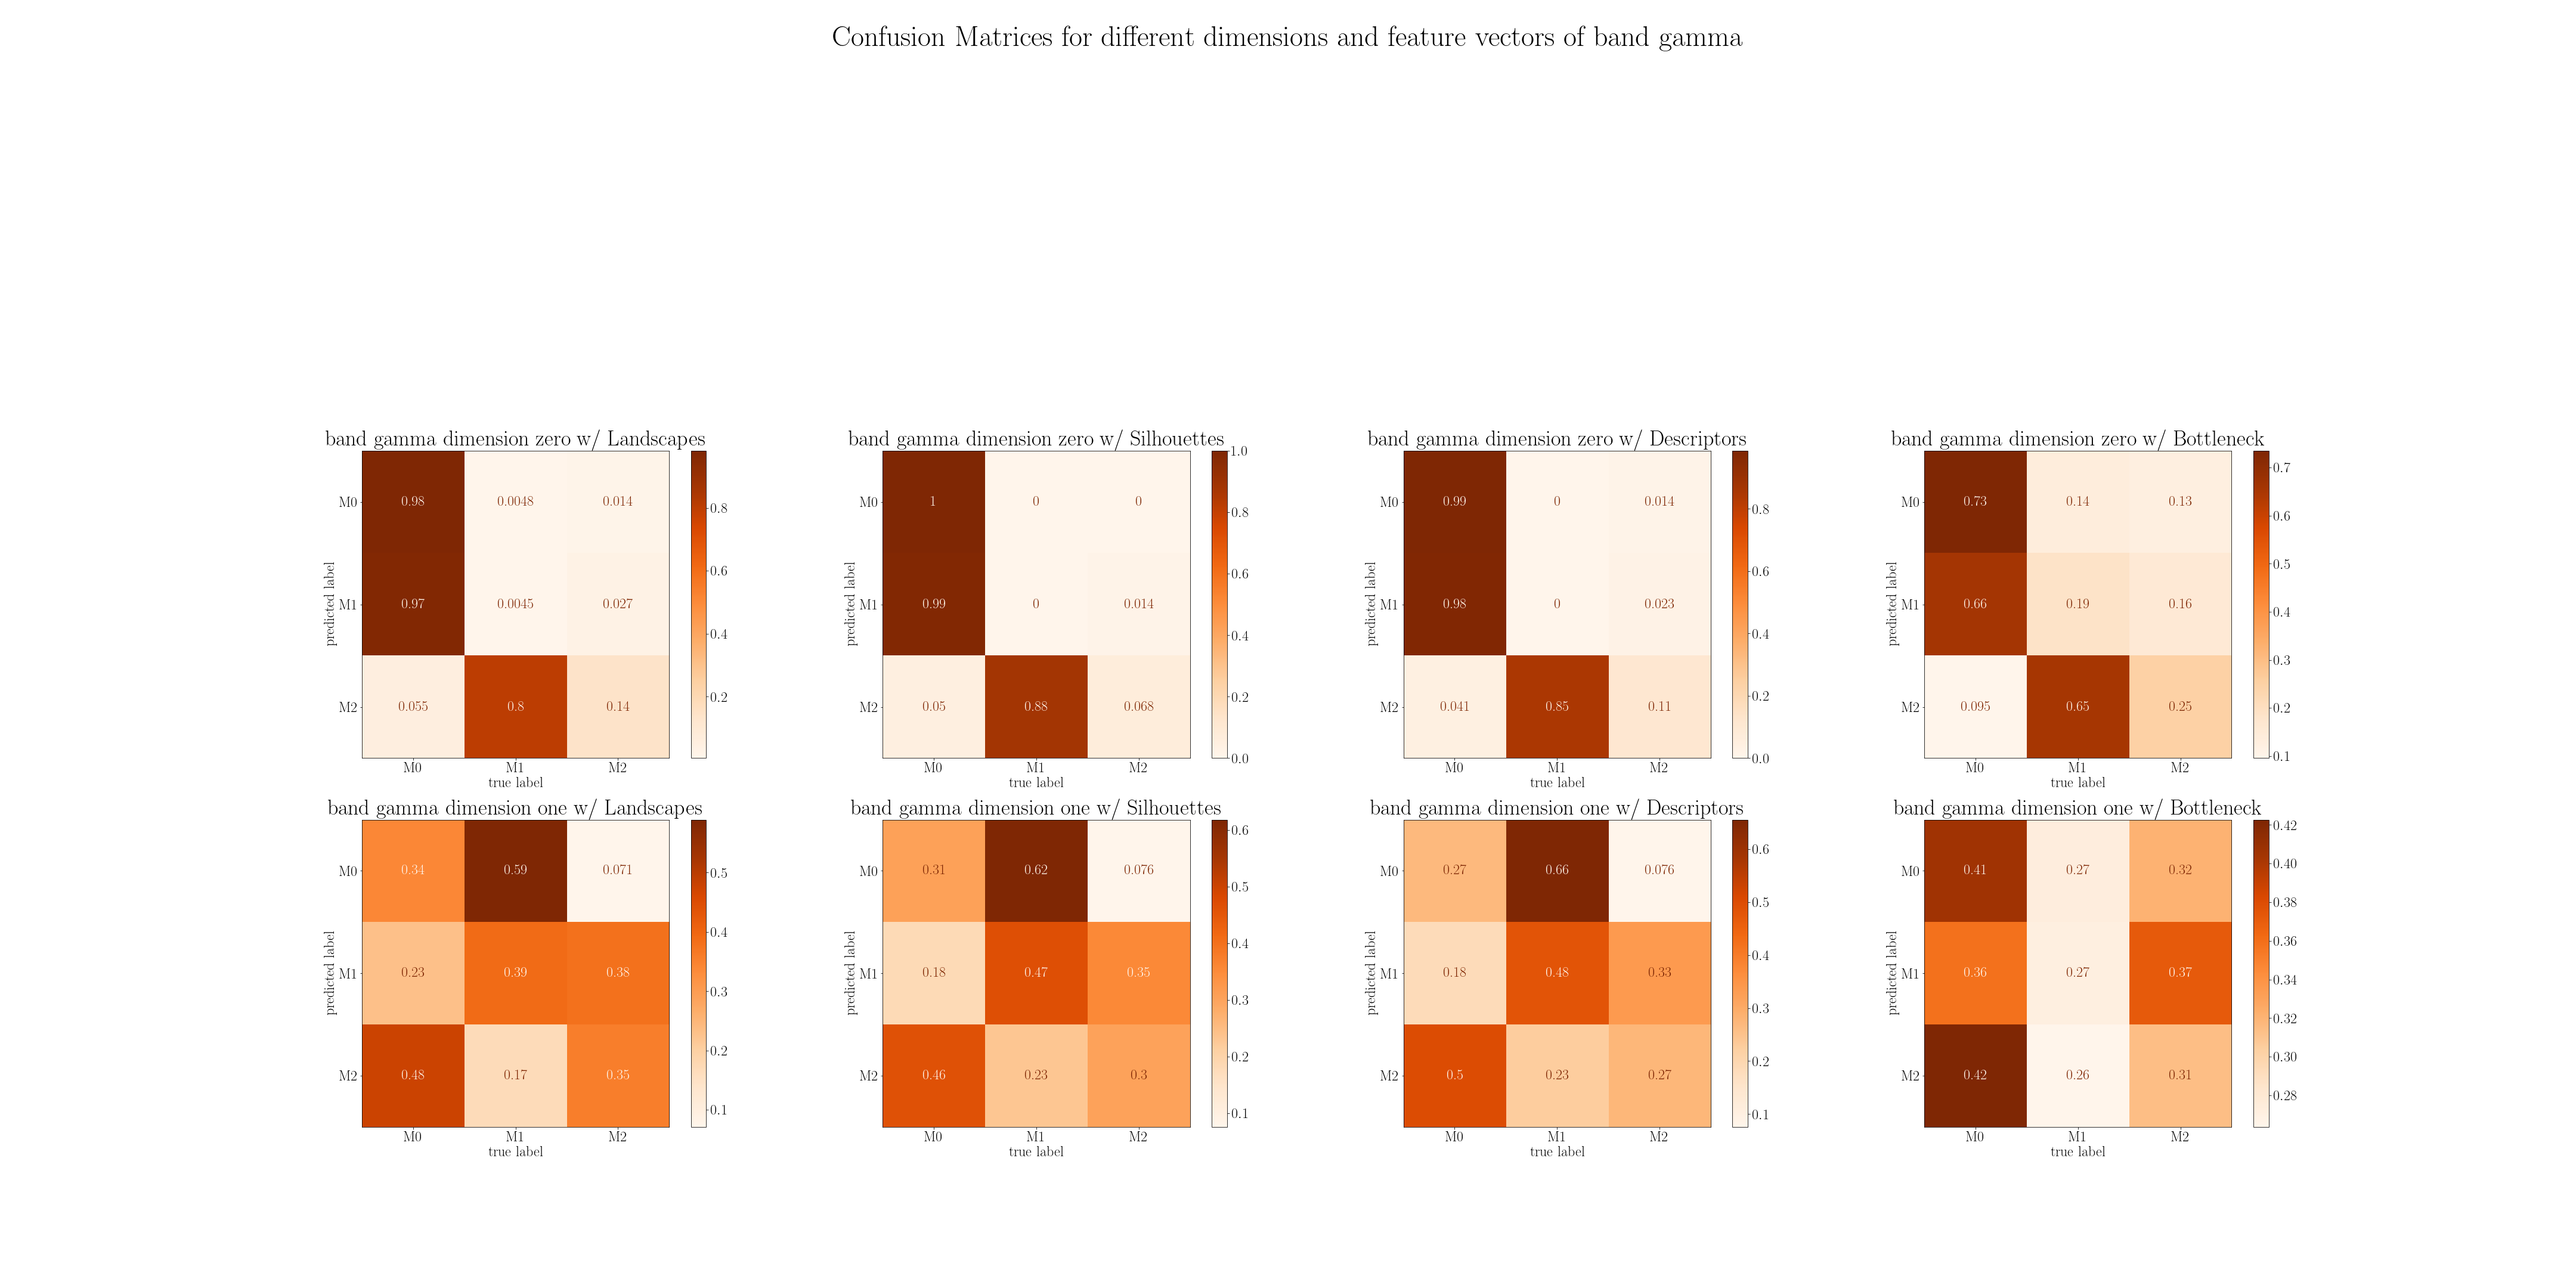 Confusion Matrices for different dimensions and feature vectors of band gamma
band gamma dimension zero w/ Landscapes
predicted label
M0 0.98 0.0048 0.014
M1 0.97 0.0045 0.027
M2 0.055 0.8 0.14
M0 M1 M2
true label
0.8
0.6
0.4
0.2
band gamma dimension zero w/ Silhouettes
predicted label
M0 1 0 0
M1 0.99 0 0.014
M2 0.05 0.88 0.068
M0 M1 M2
true label
1.0
0.8
0.6
0.4
0.2
0.0
band gamma dimension zero w/ Descriptors
predicted label
M0 0.99 0 0.014
M1 0.98 0 0.023
M2 0.041 0.85 0.11
M0 M1 M2
true label
0.8
0.6
0.4
0.2
0.0
band gamma dimension zero w/ Bottleneck
predicted label
M0 0.73 0.14 0.13
M1 0.66 0.19 0.16
M2 0.095 0.65 0.25
M0 M1 M2
true label
0.7
0.6
0.5
0.4
0.3
0.2
0.1
band gamma dimension one w/ Landscapes
predicted label
M0 0.34 0.59 0.071
M1 0.23 0.39 0.38
M2 0.48 0.17 0.35
M0 M1 M2
true label
0.5
0.4
0.3
0.2
0.1
band gamma dimension one w/ Silhouettes
predicted label
M0 0.31 0.62 0.076
M1 0.18 0.47 0.35
M2 0.46 0.23 0.3
M0 M1 M2
true label
0.6
0.5
0.4
0.3
0.2
0.1
band gamma dimension one w/ Descriptors
predicted label
M0 0.27 0.66 0.076
M1 0.18 0.48 0.33
M2 0.5 0.23 0.27
M0 M1 M2
true label
0.6
0.5
0.4
0.3
0.2
0.1
band gamma dimension one w/ Bottleneck
predicted label
M0 0.41 0.27 0.32
M1 0.36 0.27 0.37
M2 0.42 0.26 0.31
M0 M1 M2
true label
0.42
0.40
0.38
0.36
0.34
0.32
0.30
0.28